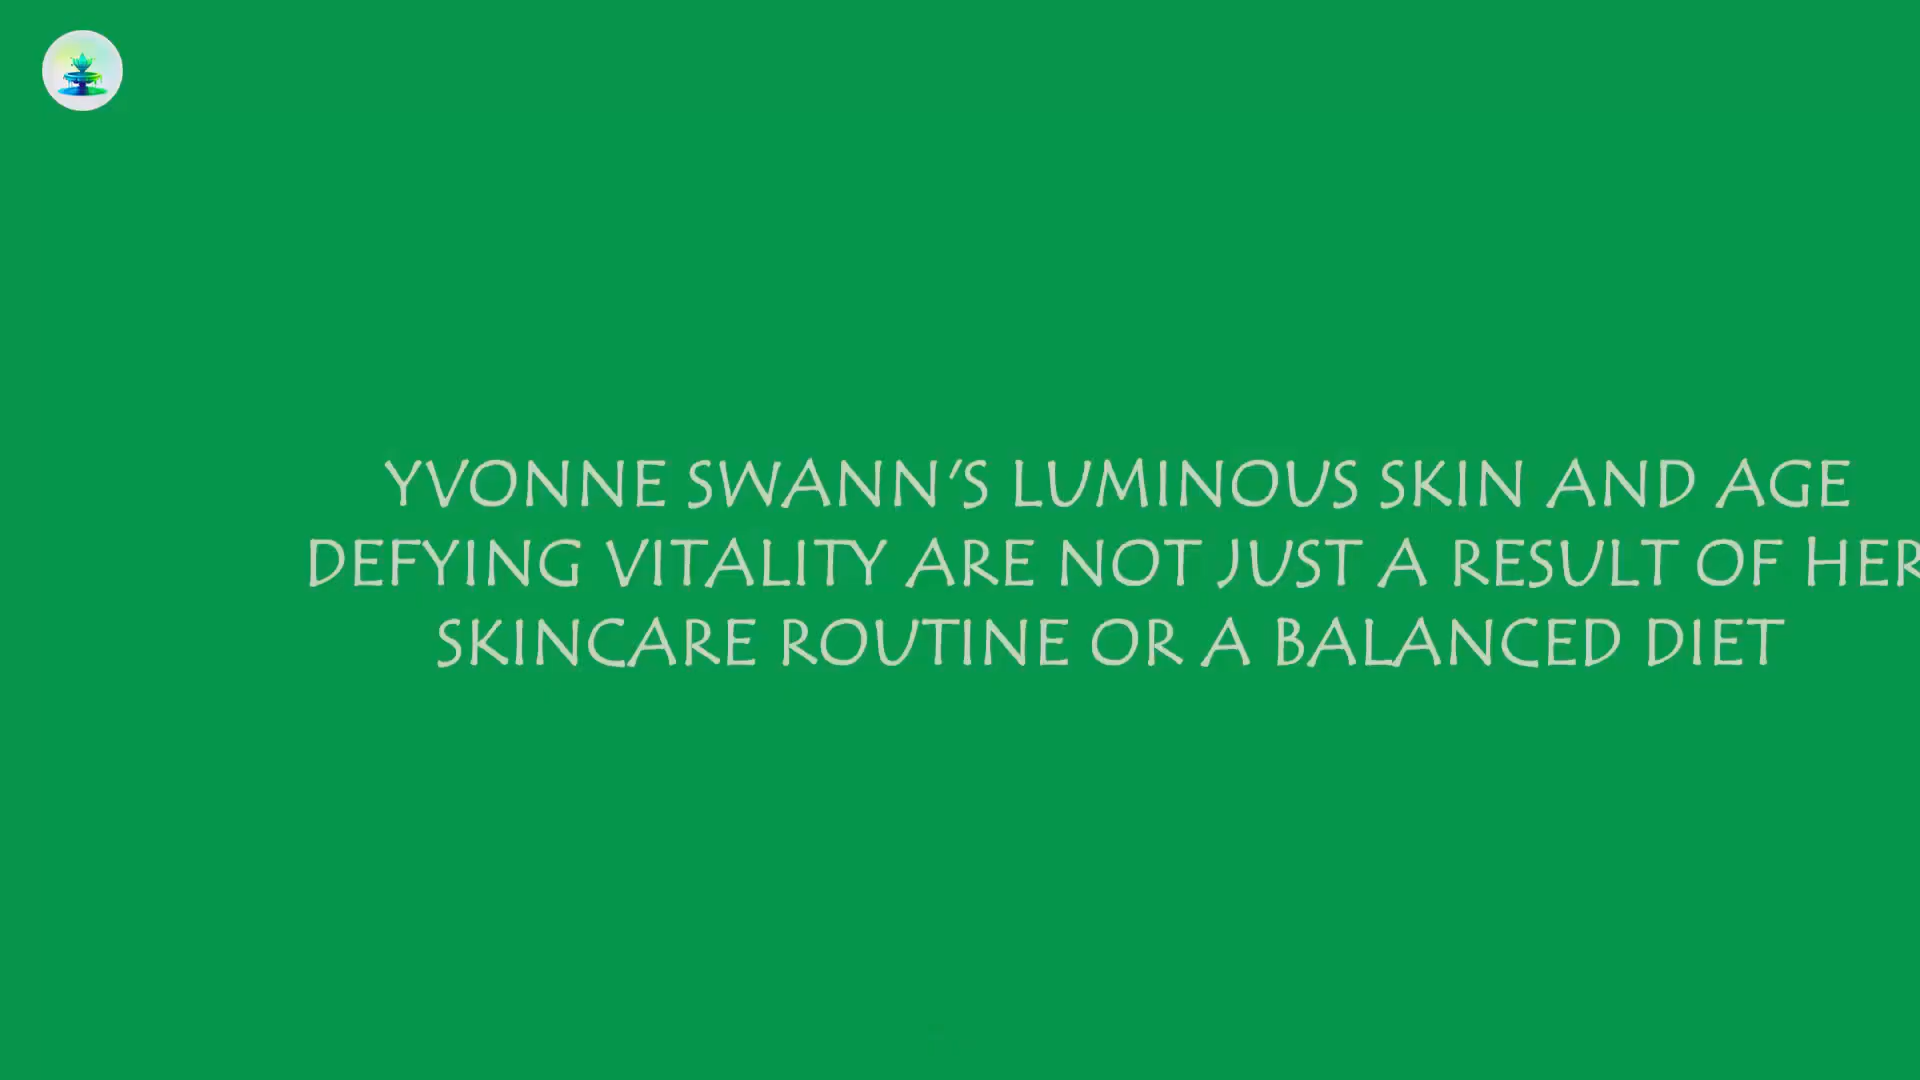 YVONNE SWANN'S LUMINOUS SKIN AND AGE
DEFYING VITALITY ARE NOT JUST A RESULT OF HER
SKINCARE ROUTINE OR A BALANCED DIET